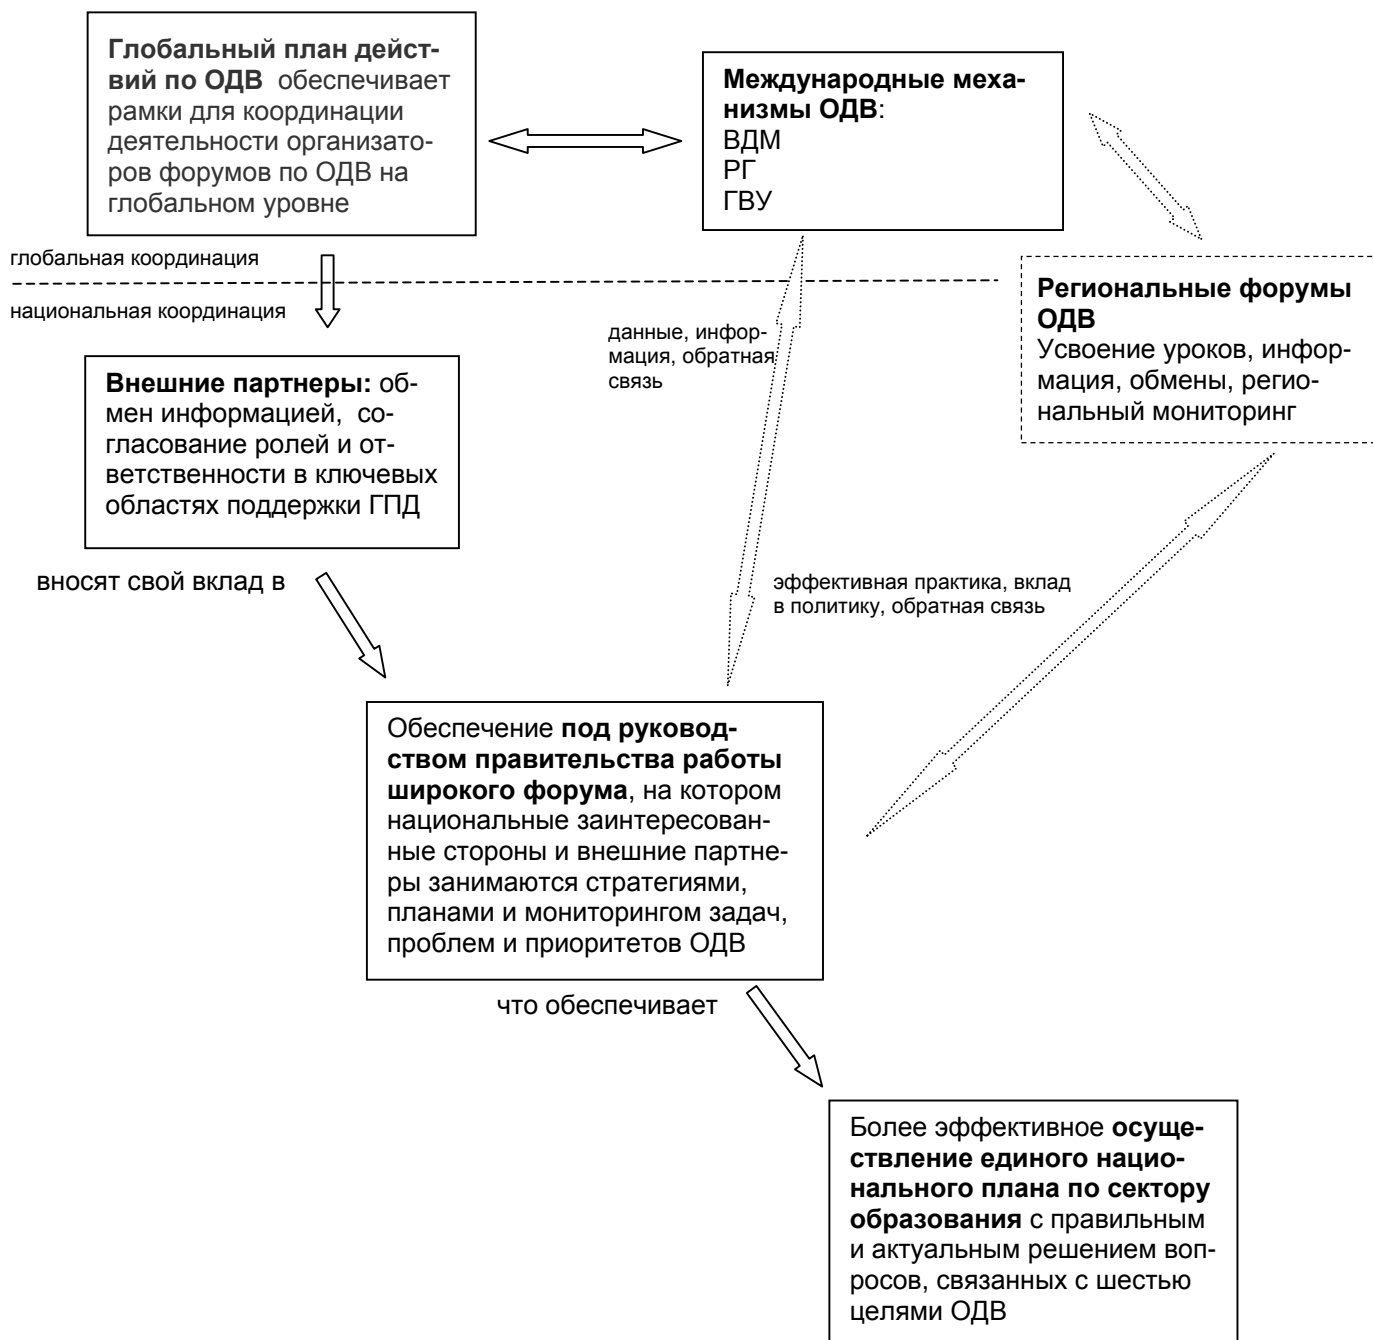 Глобальный план дейст-
вий по ОДВ  обеспечивает
рамки для координации
деятельности организато-
ров форумов по ОДВ на
глобальном уровне
Международные меха-
низмы ОДВ:
ВДМ
РГ
ГВУ
глобальная координация
национальная координация
Региональные форумы
ОДВ
Усвоение уроков, инфор-
мация, обмены, регио-
нальный мониторинг
данные, инфор-
мация, обратная
связь
Внешние партнеры: об-
мен информацией,  со-
гласование ролей и от-
ветственности в ключевых
областях поддержки ГПД
вносят свой вклад в
эффективная практика, вклад
в политику, обратная связь
Обеспечение под руковод-
ством правительства работы
широкого форума, на котором
национальные заинтересован-
ные стороны и внешние партне-
ры занимаются стратегиями,
планами и мониторингом задач,
проблем и приоритетов ОДВ
что обеспечивает
Более эффективное осуще-
ствление единого нацио-
нального плана по сектору
образования с правильным
и актуальным решением воп-
росов, связанных с шестью
целями ОДВ